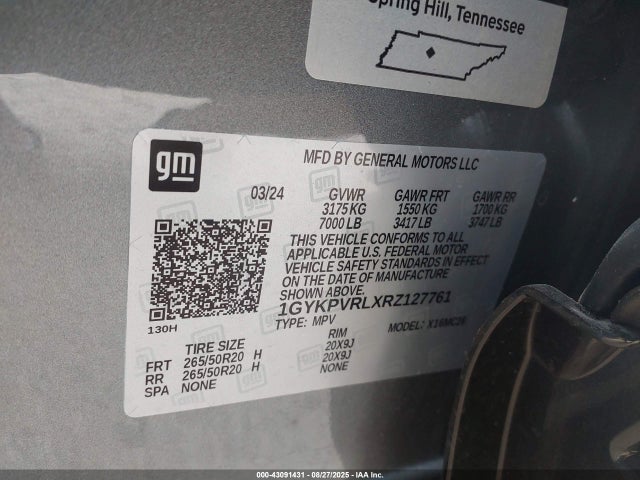 Spring Hill, Tennessee
gm
MFD BY GENERAL MOTORS LLC
03/24 GVWR GAWR FRT GAWR RR
3175 KG 1550 KG 1700 KG
7000 LB 3417 LB 3747 LB
THIS VEHICLE CONFORMS TO ALL
APPLICABLE U.S. FEDERAL MOTOR
VEHICLE SAFETY STANDARDS IN EFFECT
ON THE DATE OF MANUFACTURE
SHOWN ABOVE
1GYKPVRLXRZ127761
130H
TYPE: MPV MODEL: X16MC26
TIRE SIZE RIM
FRT 265/50R20 H 20X9J
RR 265/50R20 H 20X9J
SPA NONE NONE
000-43091431 - 08/27/2025 - IAA Inc.